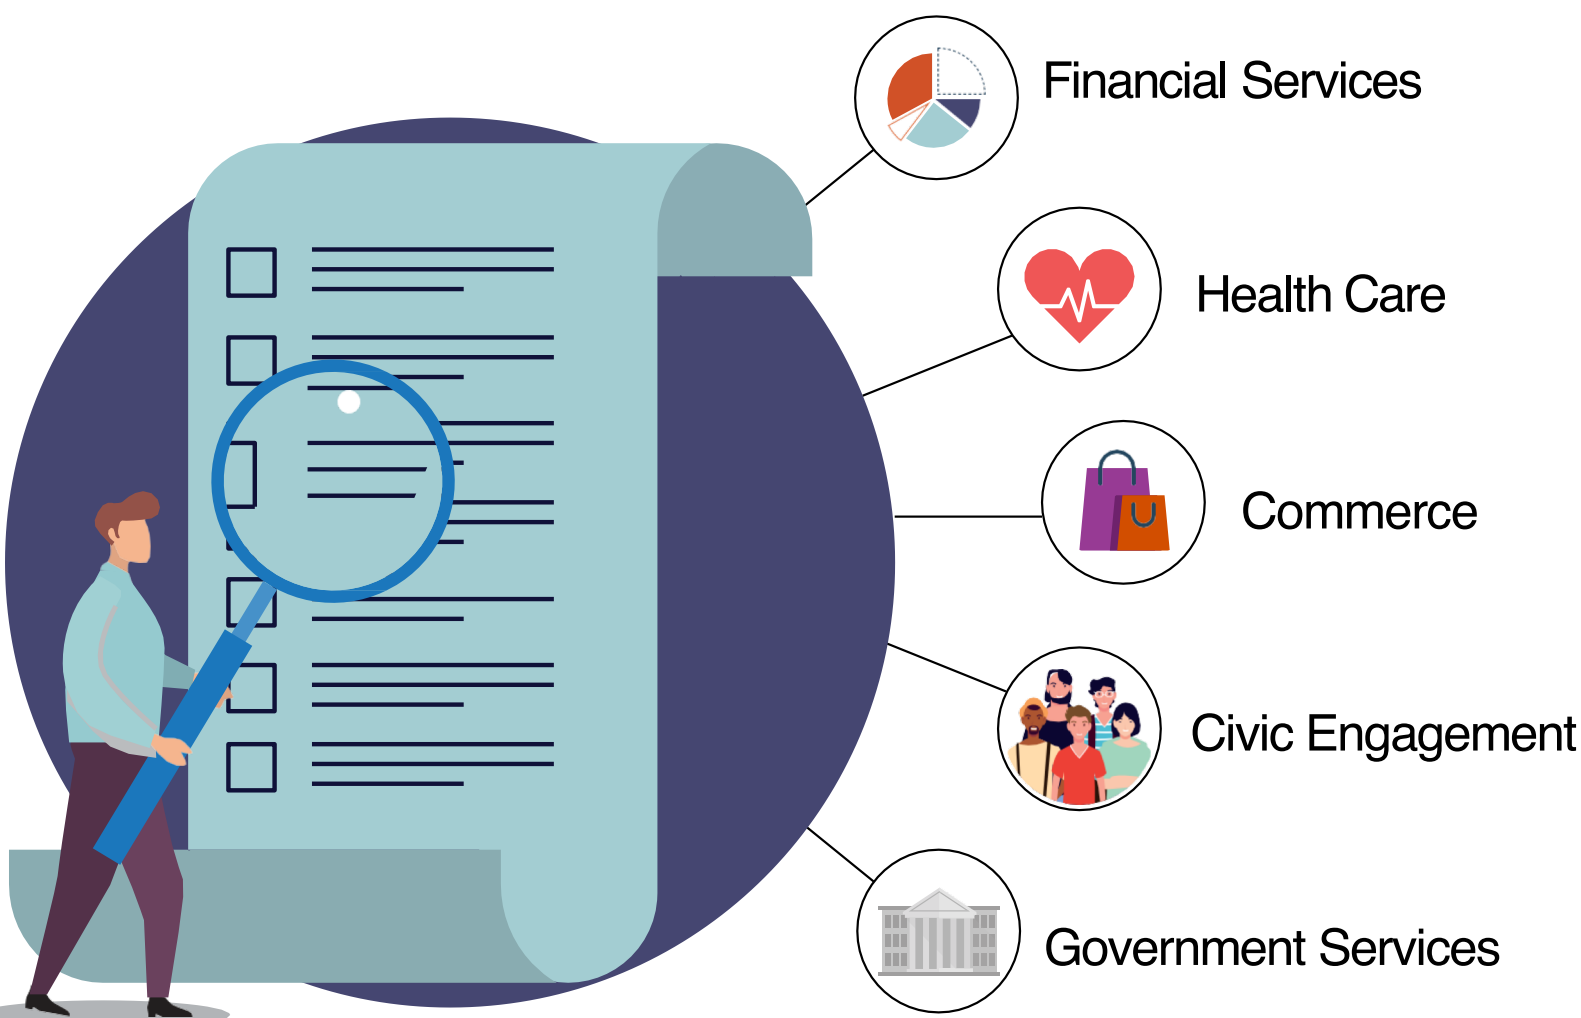 Financial Services
Health Care
Commerce
Civic Engagement
Government Services